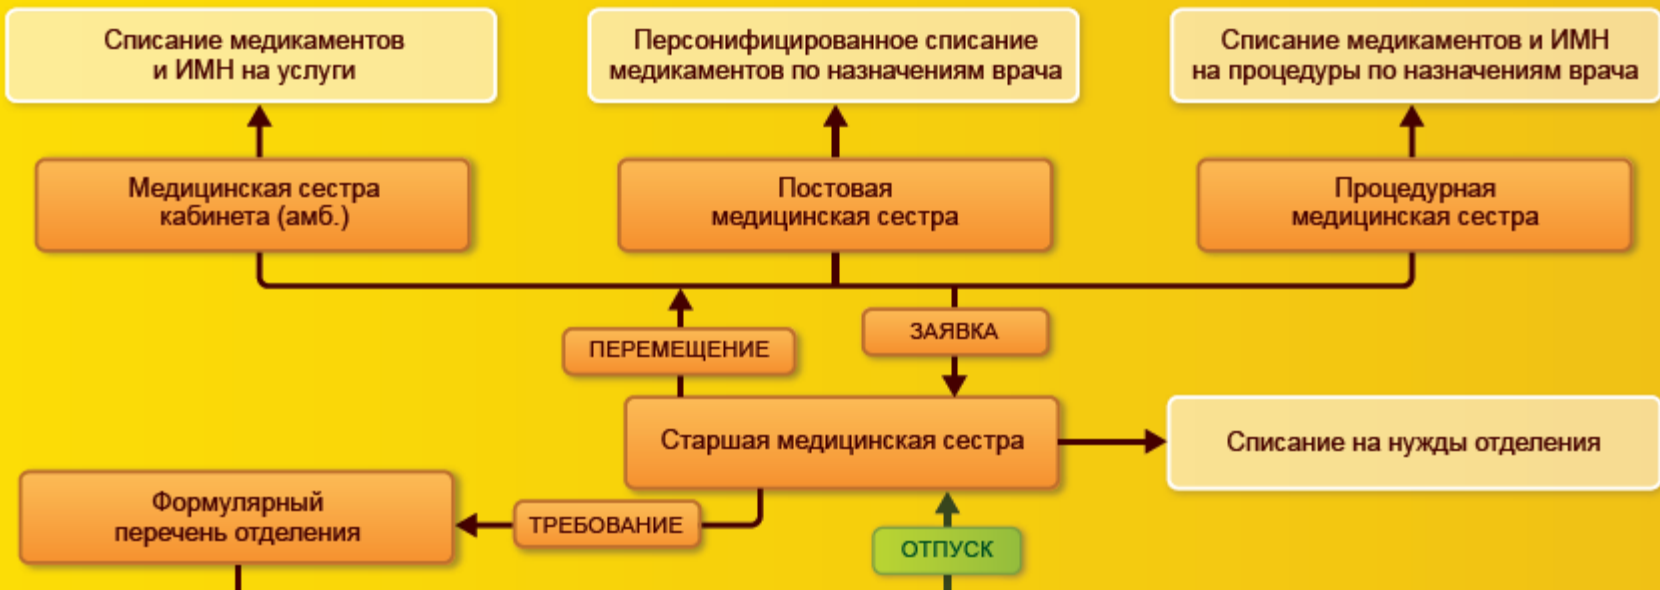 Списание медикаментов
и ИМН на услуги
Персонифицированное списание
медикаментов по назначениям врача
Списание медикаментов и ИМН
на процедуры по назначениям врача
Медицинская сестра
кабинета (амб.)
Постовая
медицинская сестра
Процедурная
медицинская сестра
ПЕРЕМЕЩЕНИЕ
ЗАЯВКА
Старшая медицинская сестра
Списание на нужды отделения
Формулярный
перечень отделения
ТРЕБОВАНИЕ
ОТПУСК